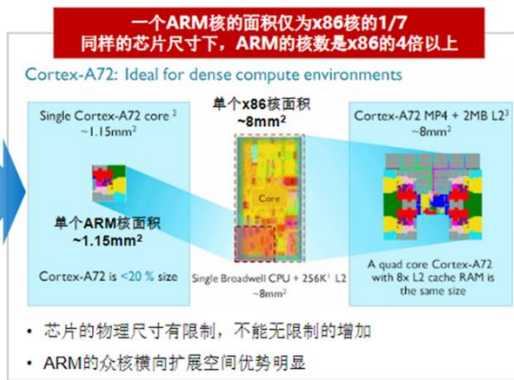 一个ARM核的面积仅为x86核的1/7
同样的芯片尺寸下，ARM的核数是x86的4倍以上
Cortex-A72: Ideal for dense compute environments
Single Cortex-A72 core ²
~1.15mm²
单个ARM核面积
~1.15mm²
Cortex-A72 is <20 % size
单个x86核面积
~8mm²
Core
Single Broadwell CPU + 256K¹ L2
~8mm²
Cortex-A72 MP4 + 2MB L2³
~8mm²
A quad core Cortex-A72
with 8x L2 cache RAM is
the same size
• 芯片的物理尺寸有限制，不能无限制的增加
• ARM的众核横向扩展空间优势明显